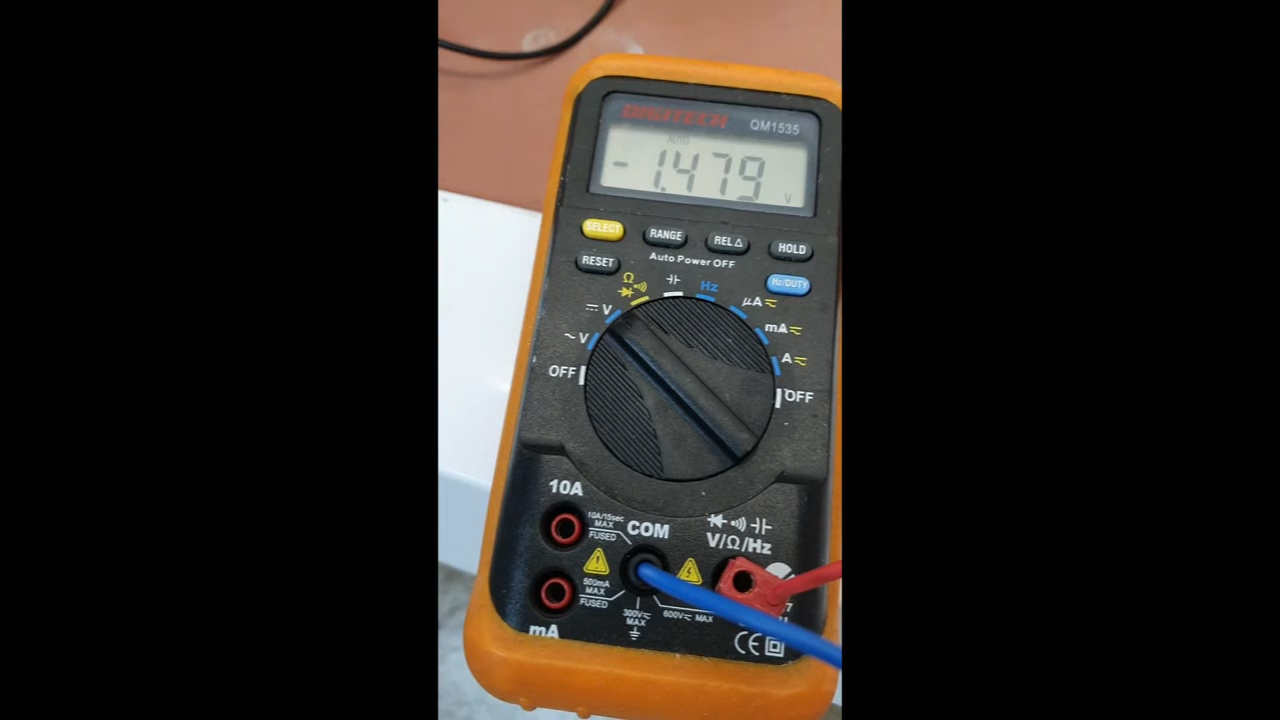 DIGITECH
QM1535
AUTO
-1.479
V
SELECT
RANGE
REL Δ
HOLD
RESET
Auto Power OFF
Hz/DUTY
Ω
Hz
µA
V
mA
~V
A
OFF
OFF
10A
10A/15sec
MAX
FUSED
COM
V/Ω/Hz
500mA
MAX
FUSED
300V
MAX
600V MAX
mA
CE